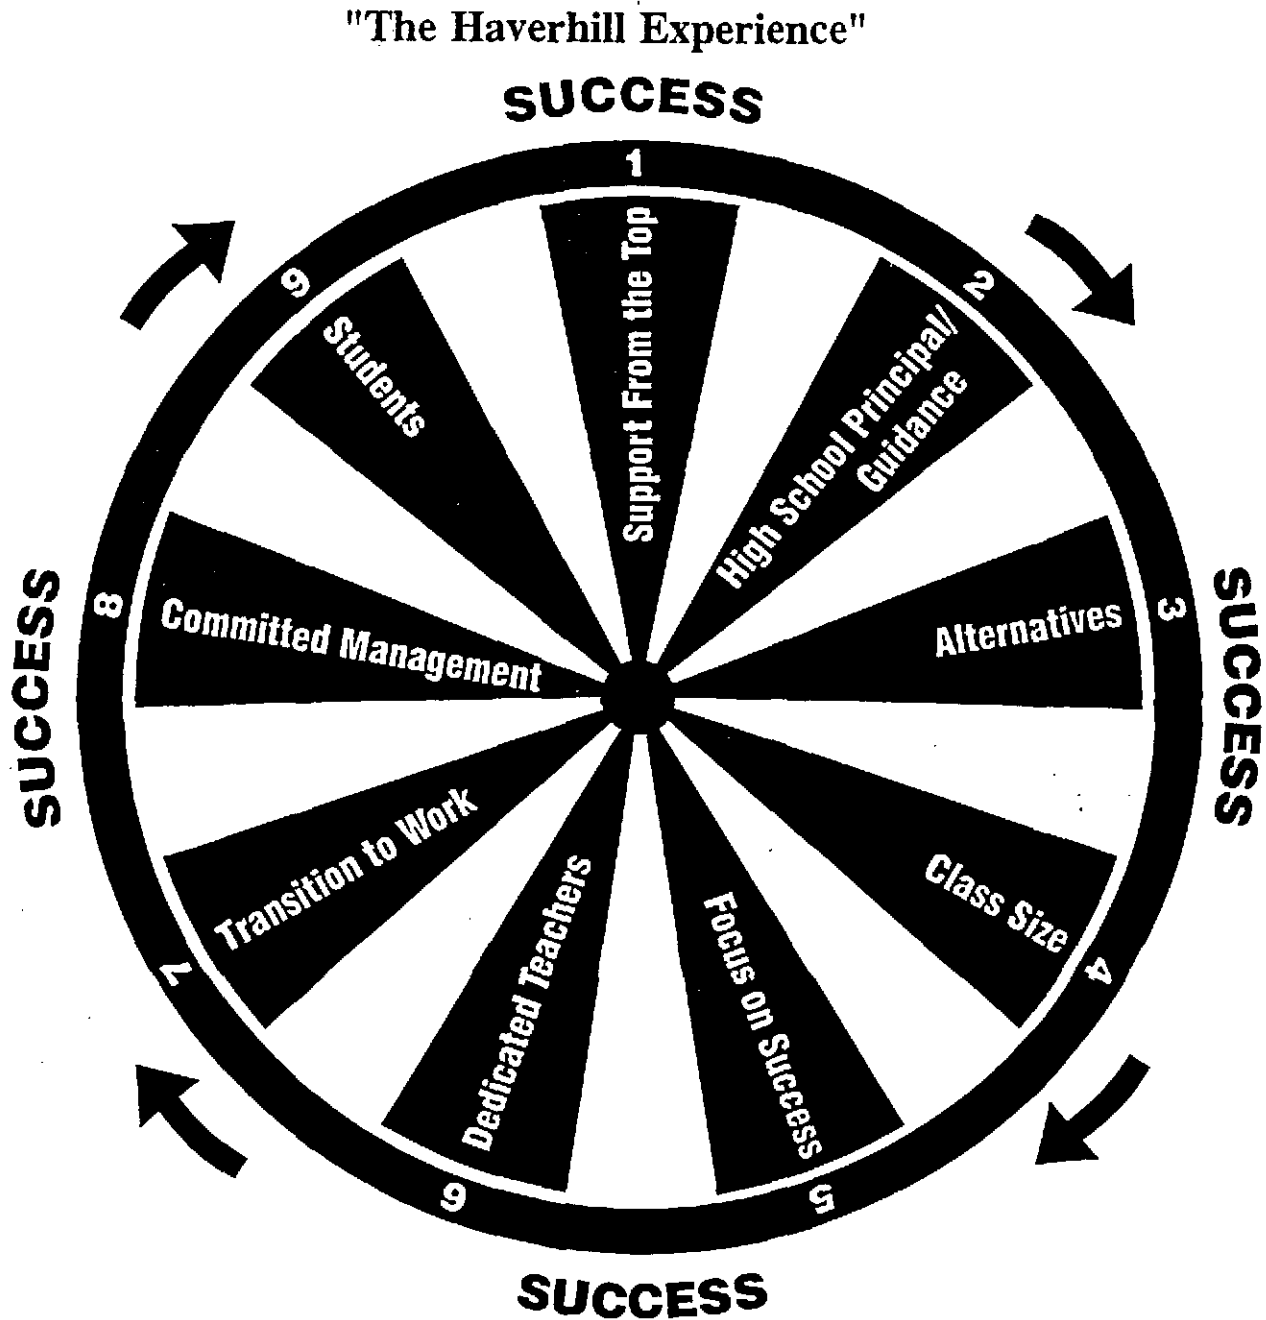 "The Haverhill Experience"
SUCCESS
1
Support From the Top
2
High School Principal/
Guidance
3
Alternatives
SUCCESS
4
Class Size
5
Focus on Success
SUCCESS
6
Dedicated Teachers
7
Transition to Work
8
Committed Management
SUCCESS
9
Students